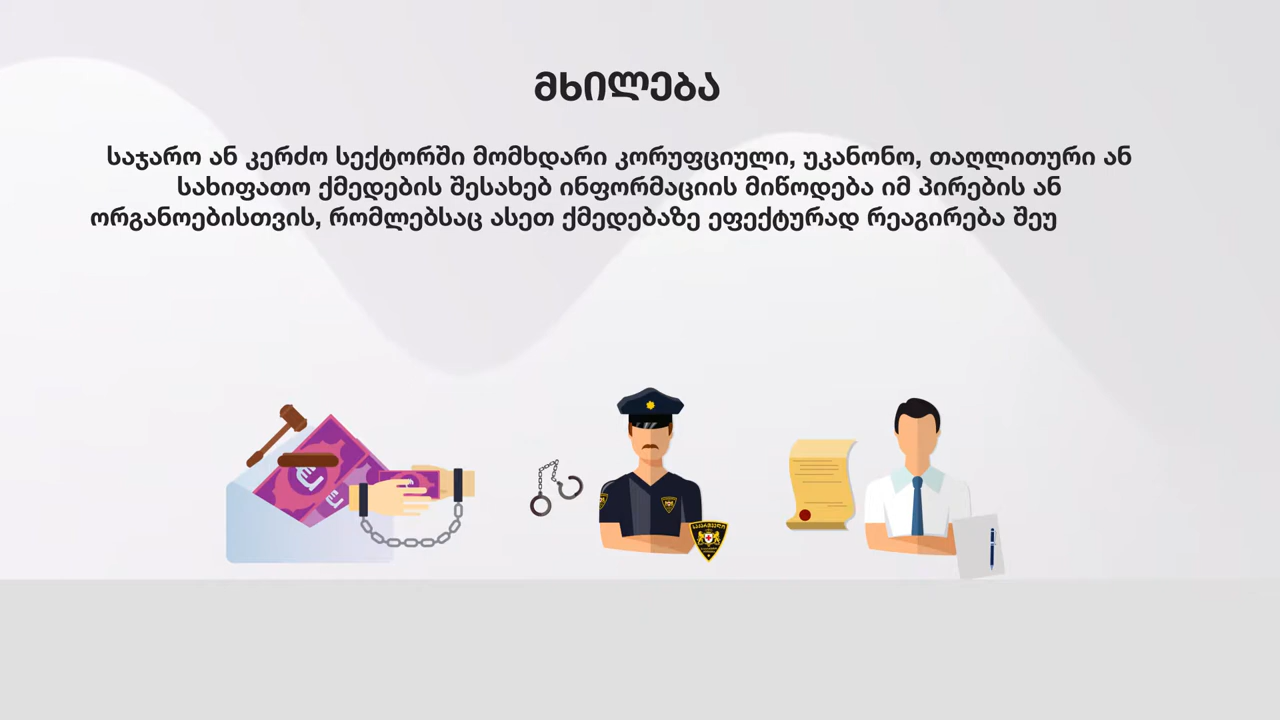 მხილება
საჯარო ან კერძო სექტორში მომხდარი კორუფციული, უკანონო, თაღლითური ან
სახიფათო ქმედების შესახებ ინფორმაციის მიწოდება იმ პირების ან
ორგანოებისთვის, რომლებსაც ასეთ ქმედებაზე ეფექტურად რეაგირება შეუ